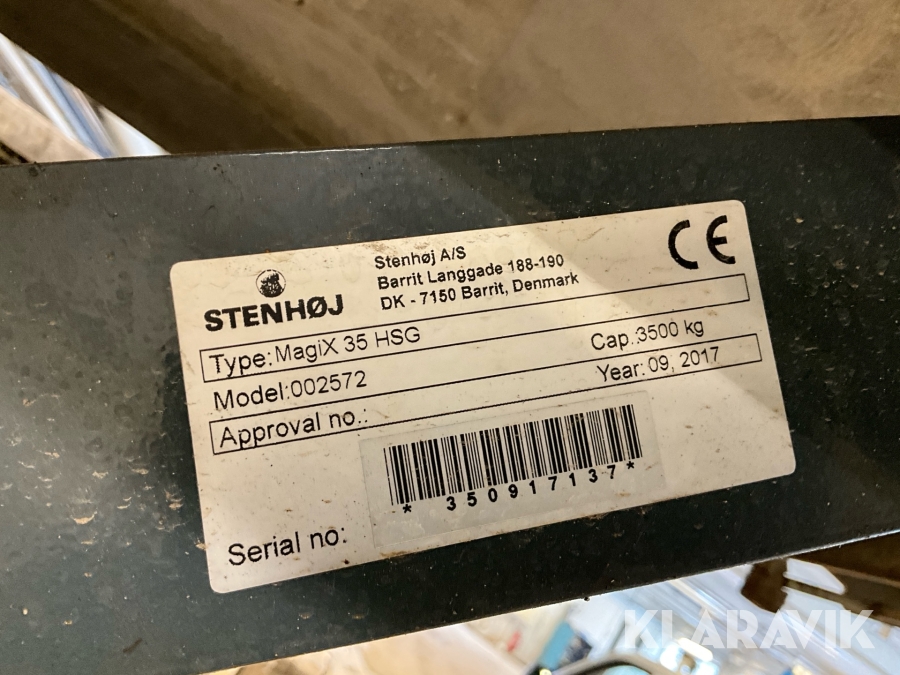 STENHØJ
Stenhøj A/S
Barrit Langgade 188-190
DK - 7150 Barrit, Denmark
CE
Type: MagiX 35 HSG
Cap. 3500 kg
Model: 002572
Year: 09, 2017
Approval no.:
Serial no:
*350917137*
KLARAVIK